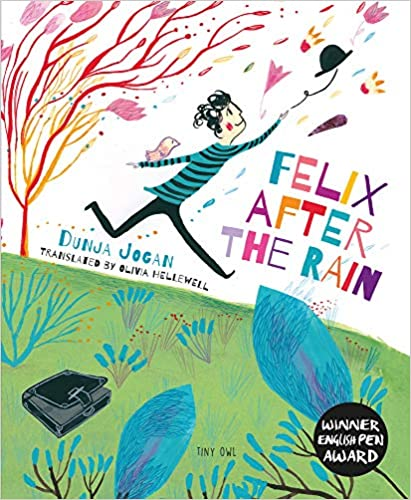 FELIX
AFTER
THE RAIN
DUNJA JOGAN
TRANSLATED BY OLIVIA HELLEWELL
TINY OWL
WINNER
ENGLISH PEN
AWARD